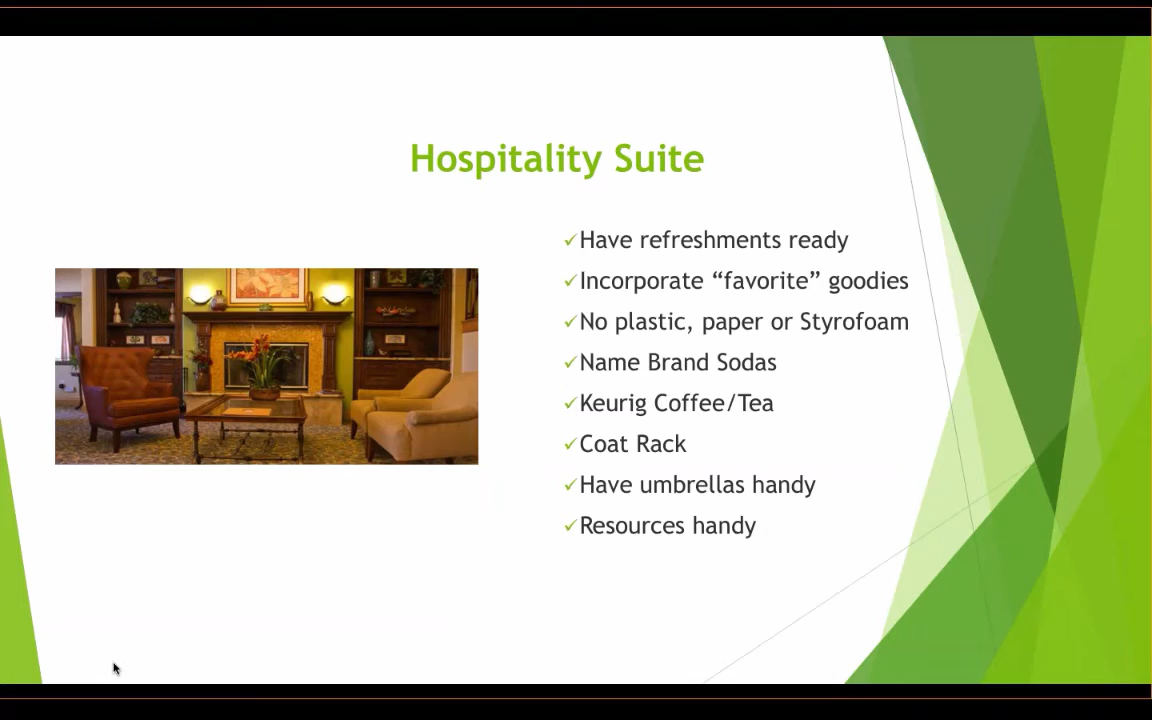 Hospitality Suite
✓Have refreshments ready
✓Incorporate “favorite” goodies
✓No plastic, paper or Styrofoam
✓Name Brand Sodas
✓Keurig Coffee/Tea
✓Coat Rack
✓Have umbrellas handy
✓Resources handy